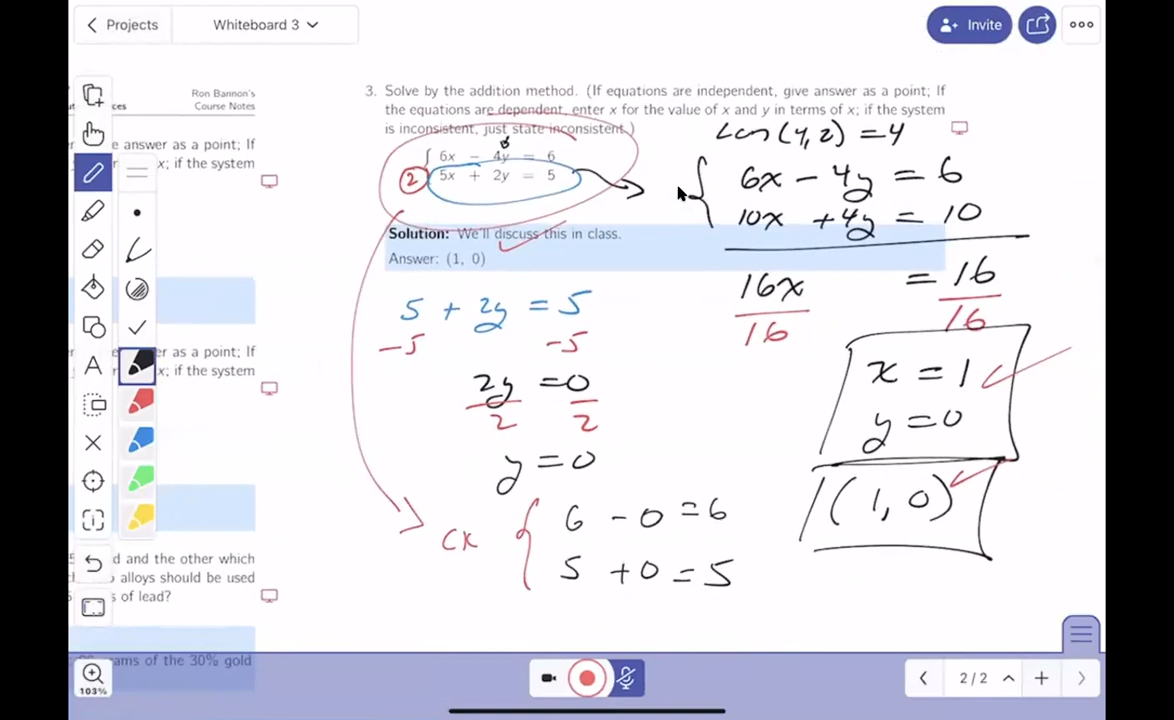 Projects
Whiteboard 3
Invite
Ron Bannon's
Course Notes
e answer as a point; If
x; if the system
er as a point; If
x; if the system
d and the other which
alloys should be used
s of lead?
ams of the 30% gold
3. Solve by the addition method. (If equations are independent, give answer as a point; If
the equations are dependent, enter x for the value of x and y in terms of x; if the system
is inconsistent, just state inconsistent.)
6x − 4y = 6
2 5x + 2y = 5
Solution: We'll discuss this in class.
Answer: (1, 0)
Lcm(4,2) = 4
6x − 4y = 6
10x + 4y = 10
16x = 16
16 16
x = 1
y = 0
(1, 0)
5 + 2y = 5
−5 −5
2y = 0
2 2
y = 0
CK
6 − 0 = 6
5 + 0 = 5
103%
2/2